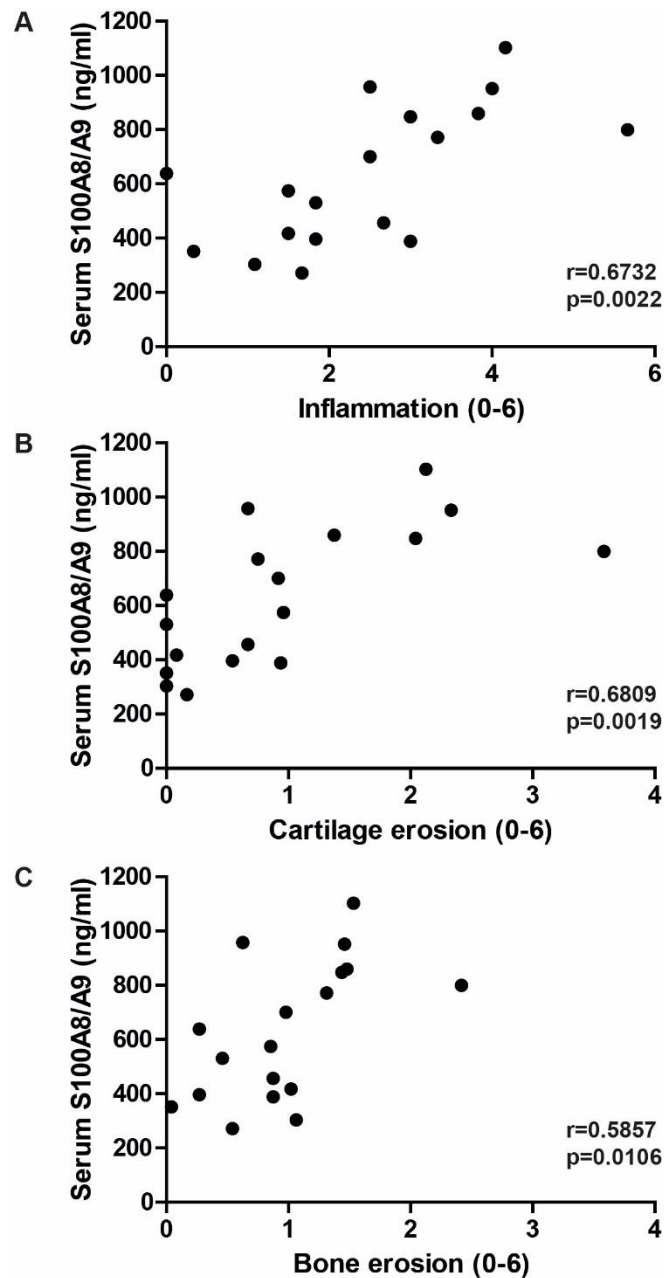 A
Serum S100A8/A9 (ng/ml)
1200
1000
800
600
400
200
0
0 2 4 6
r=0.6732
p=0.0022
Inflammation (0-6)
B
Serum S100A8/A9 (ng/ml)
1200
1000
800
600
400
200
0
0 1 2 3 4
r=0.6809
p=0.0019
Cartilage erosion (0-6)
C
Serum S100A8/A9 (ng/ml)
1200
1000
800
600
400
200
0
0 1 2 3 4
r=0.5857
p=0.0106
Bone erosion (0-6)